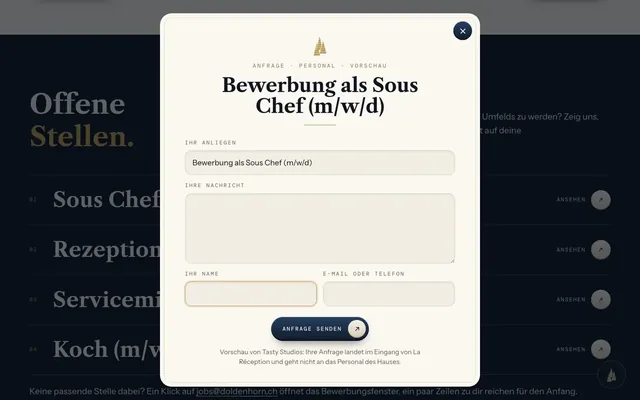 ANFRAGE · PERSONAL · VORSCHAU
Bewerbung als Sous
Chef (m/w/d)
IHR ANLIEGEN
Bewerbung als Sous Chef (m/w/d)
IHRE NACHRICHT
IHR NAME
E-MAIL ODER TELEFON
ANFRAGE SENDEN
Vorschau von Tasty Studios: Ihre Anfrage landet im Eingang von La
Réception und geht nicht an das Personal des Hauses.
Offene
Stellen.
Umfelds zu werden? Zeig uns,
auf deine
01 Sous Chef ANSEHEN
02 Rezeption ANSEHEN
03 Servicemi ANSEHEN
04 Koch (m/w ANSEHEN
Keine passende Stelle dabei? Ein Klick auf jobs@doldenhorn.ch öffnet das Bewerbungsfenster, ein paar Zeilen zu dir reichen für den Anfang.